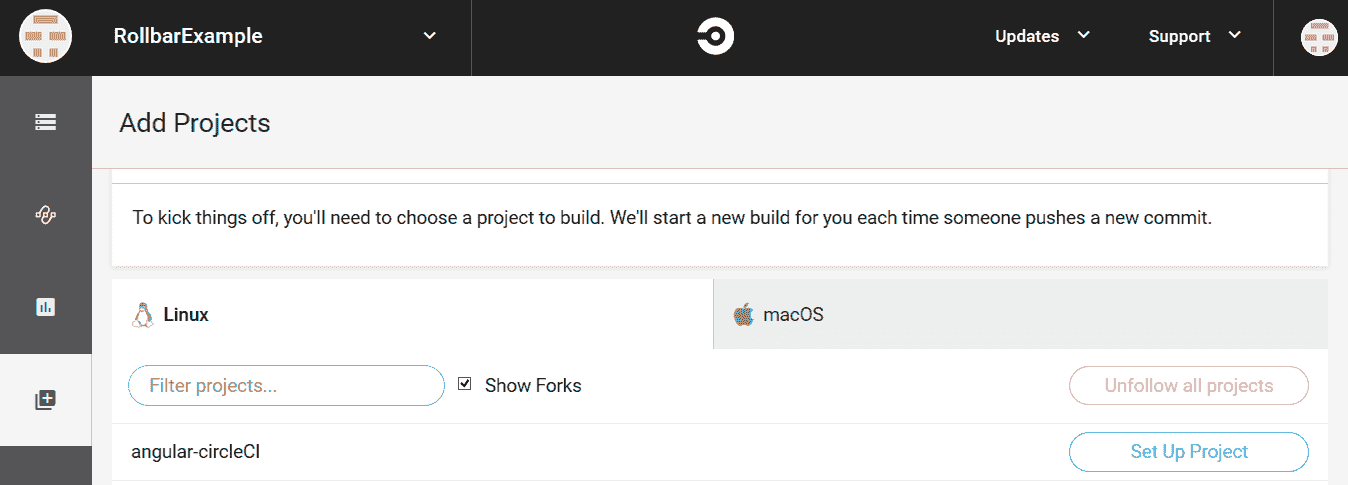 RollbarExample
Updates
Support
Add Projects
To kick things off, you'll need to choose a project to build. We'll start a new build for you each time someone pushes a new commit.
Linux
macOS
Filter projects...
Show Forks
Unfollow all projects
angular-circleCI
Set Up Project